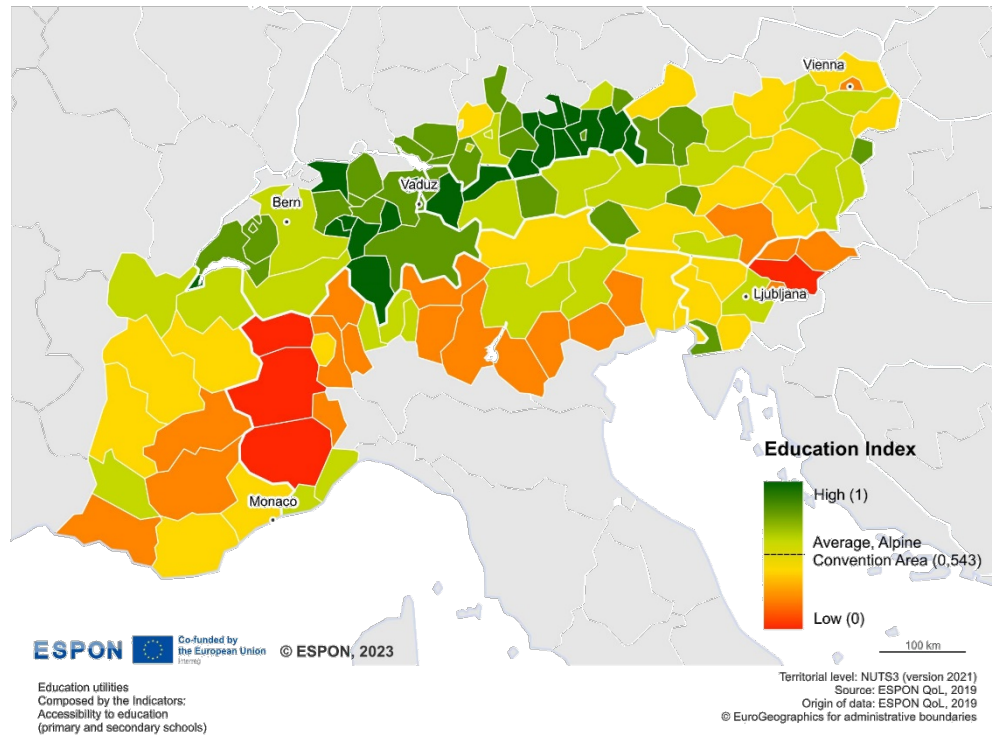 Vienna
Vaduz
Bern
Ljubljana
Monaco
Education Index
High (1)
Average, Alpine
Convention Area (0,543)
Low (0)
100 km
ESPON
Co-funded by
the European Union
Interreg
© ESPON, 2023
Education utilities
Composed by the Indicators:
Accessibility to education
(primary and secondary schools)
Territorial level: NUTS3 (version 2021)
Source: ESPON QoL, 2019
Origin of data: ESPON QoL, 2019
© EuroGeographics for administrative boundaries